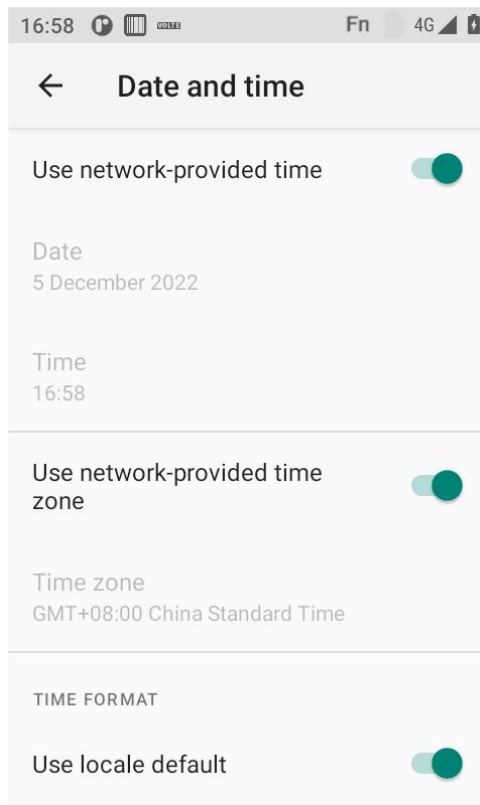 16:58 VOLTE Fn 4G
Date and time
Use network-provided time
Date
5 December 2022
Time
16:58
Use network-provided time
zone
Time zone
GMT+08:00 China Standard Time
TIME FORMAT
Use locale default